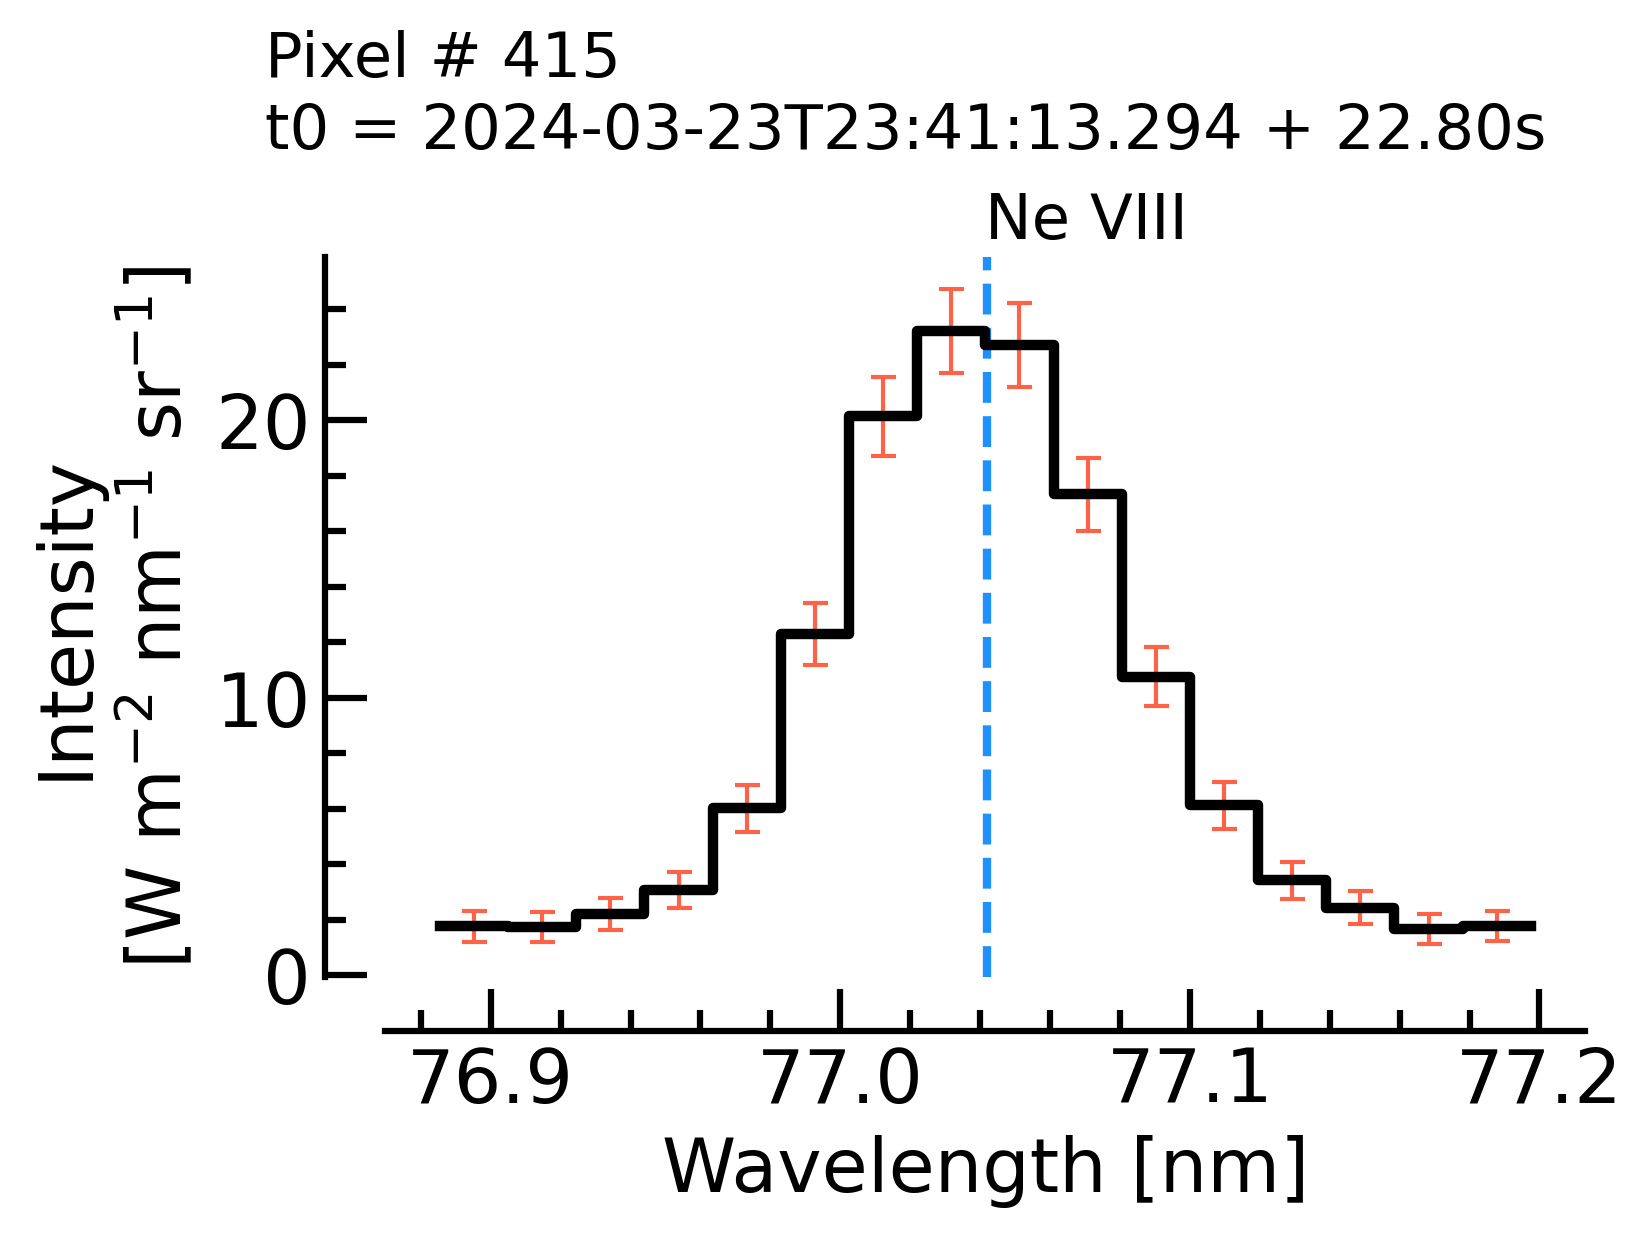 Pixel # 415
t0 = 2024-03-23T23:41:13.294 + 22.80s
Ne VIII
Intensity
[W m⁻² nm⁻¹ sr⁻¹]
20
10
0
76.9 77.0 77.1 77.2
Wavelength [nm]